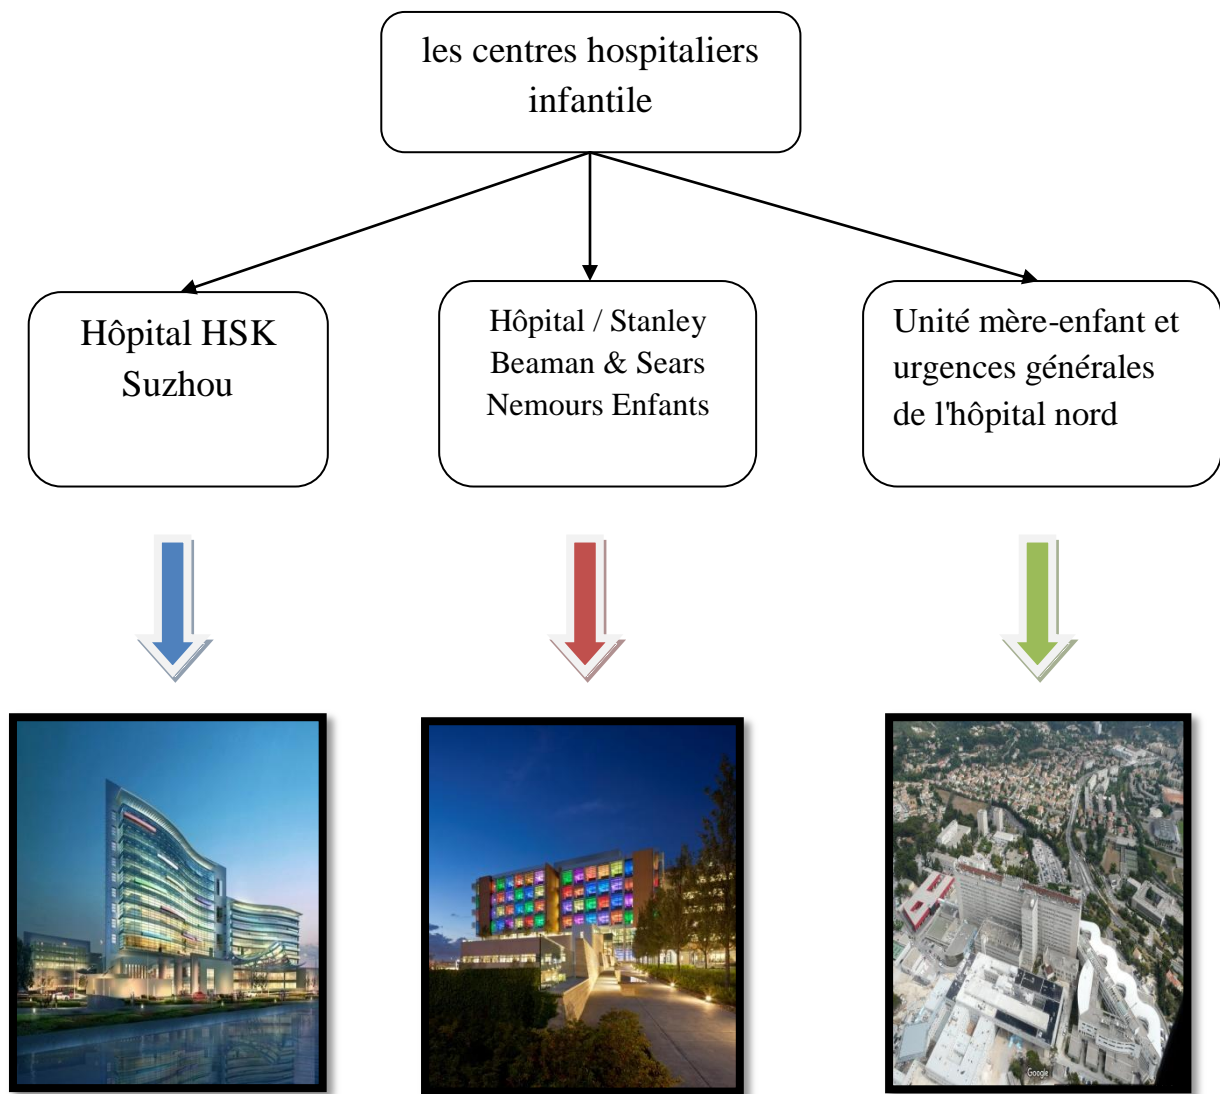 les centres hospitaliers
infantile
Hôpital HSK
Suzhou
Hôpital / Stanley
Beaman & Sears
Nemours Enfants
Unité mère-enfant et
urgences générales
de l'hôpital nord
Google